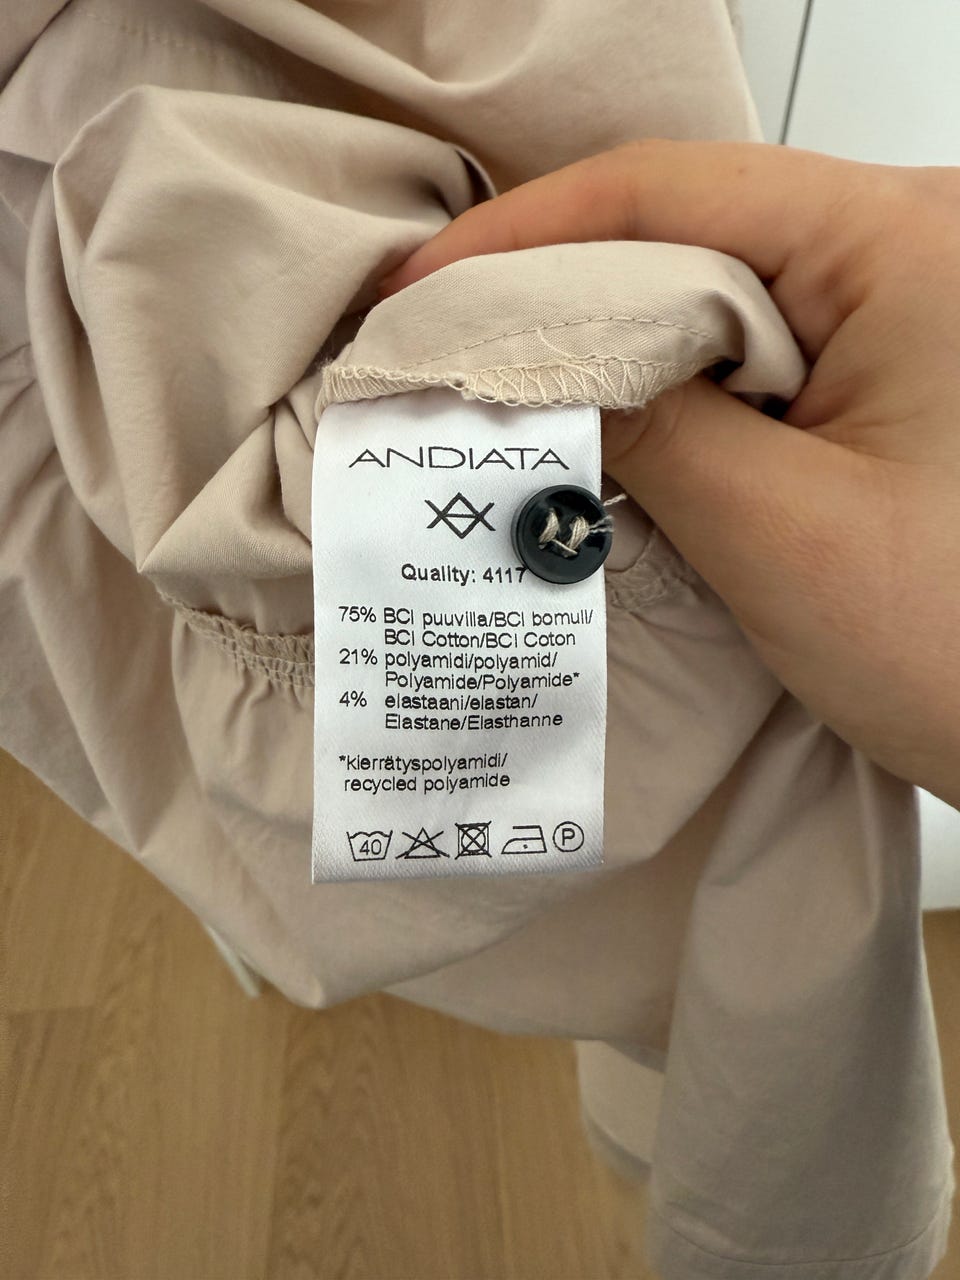 ANDIATA
Quality: 4117
75% BCI puuvilla/BCI bomull/
BCI Cotton/BCI Coton
21% polyamidi/polyamid/
Polyamide/Polyamide*
4% elastaani/elastan/
Elastane/Elasthanne
*kierrätyspolyamidi/
recycled polyamide
40 P